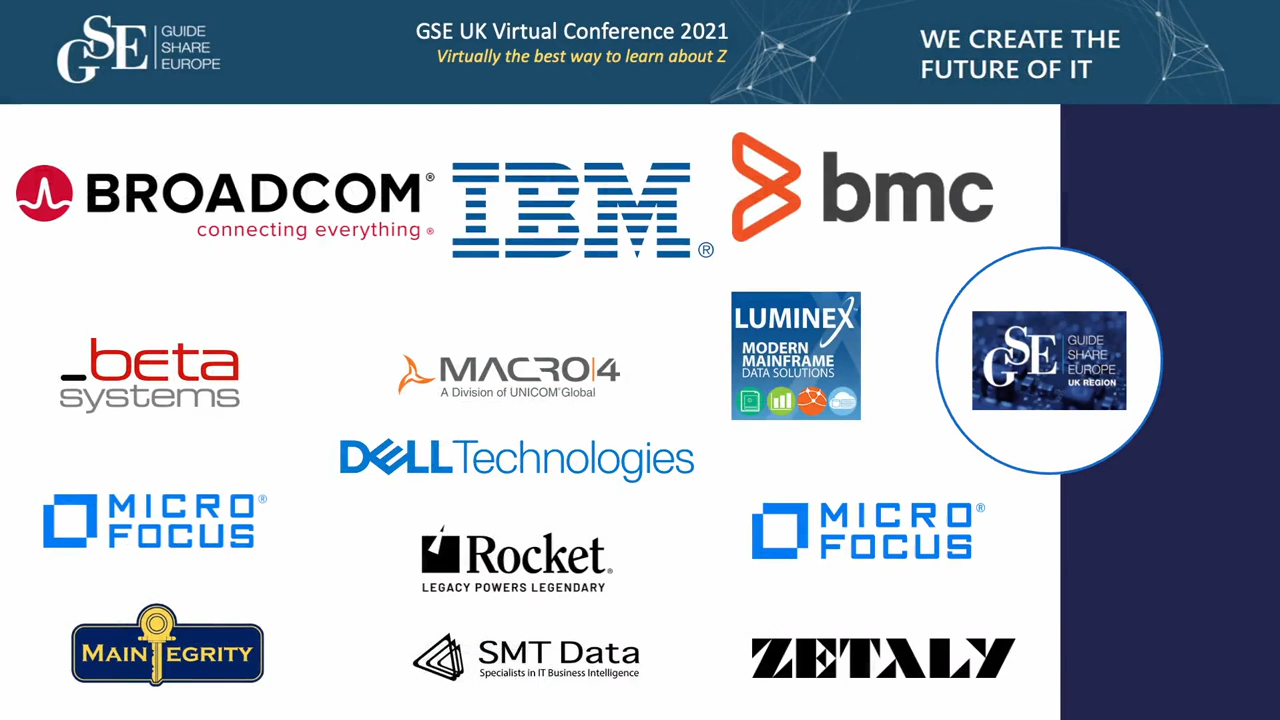 GSE
GUIDE
SHARE
EUROPE
GSE UK Virtual Conference 2021
Virtually the best way to learn about Z
WE CREATE THE
FUTURE OF IT
BROADCOM®
connecting everything®
IBM®
bmc
beta
systems
MACRO|4
A Division of UNICOM® Global
LUMINEX™
MODERN
MAINFRAME
DATA SOLUTIONS
GSE
GUIDE
SHARE
EUROPE
UK REGION
DELL Technologies
MICRO®
FOCUS
Rocket®
LEGACY POWERS LEGENDARY
MICRO®
FOCUS
MAINTEGRITY
SMT Data
Specialists in IT Business Intelligence
ZETALY